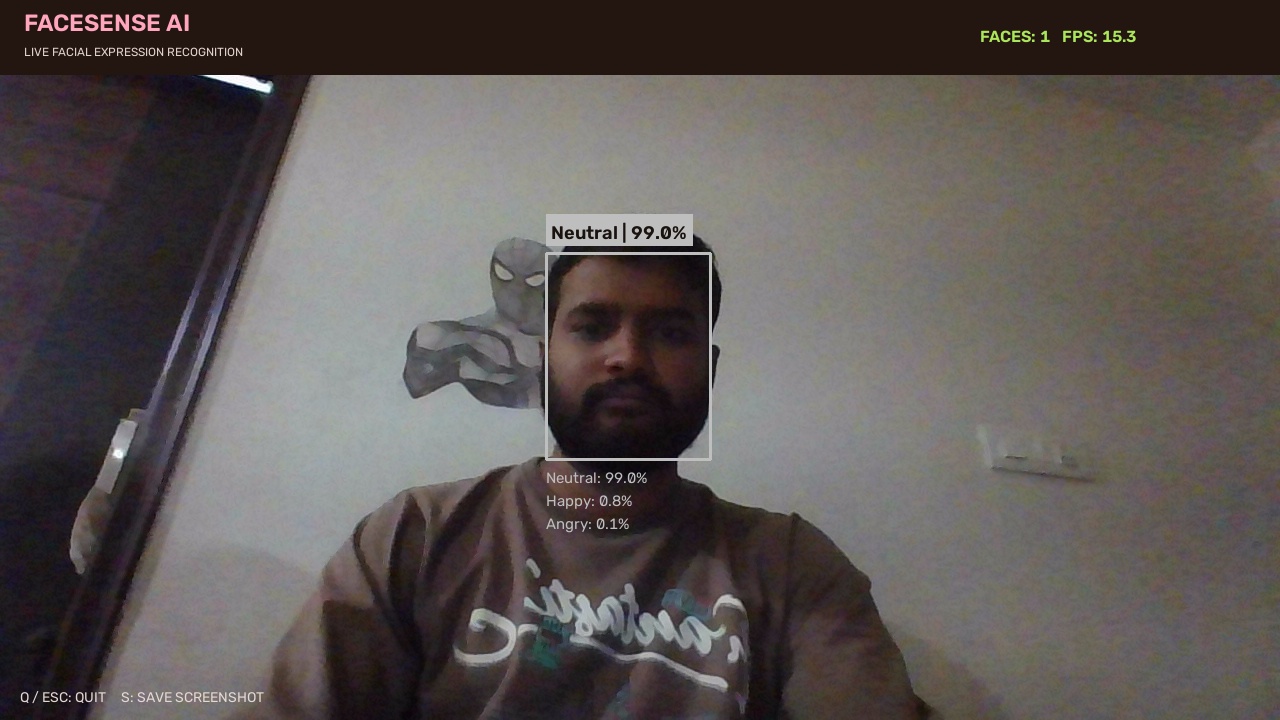 FACESENSE AI
LIVE FACIAL EXPRESSION RECOGNITION
FACES: 1 FPS: 15.3
Neutral | 99.0%
Neutral: 99.0%
Happy: 0.8%
Angry: 0.1%
Fantastic
Q / ESC: QUIT S: SAVE SCREENSHOT